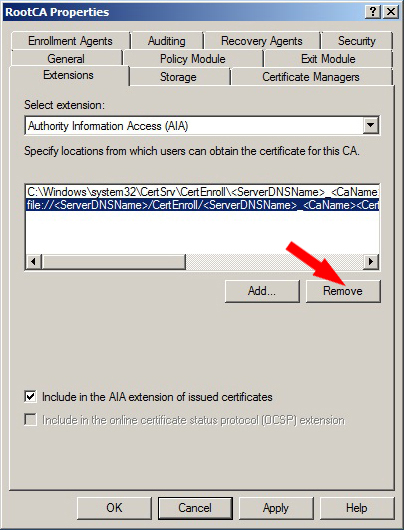 RootCA Properties
Enrollment Agents Auditing Recovery Agents Security
General Policy Module Exit Module
Extensions Storage Certificate Managers
Select extension:
Authority Information Access (AIA)
Specify locations from which users can obtain the certificate for this CA.
C:\Windows\system32\CertSrv\CertEnroll\<ServerDNSName>_<CaName
file://<ServerDNSName>/CertEnroll/<ServerDNSName>_<CaName><Cert
Add... Remove
Include in the AIA extension of issued certificates
Include in the online certificate status protocol (OCSP) extension
OK Cancel Apply Help